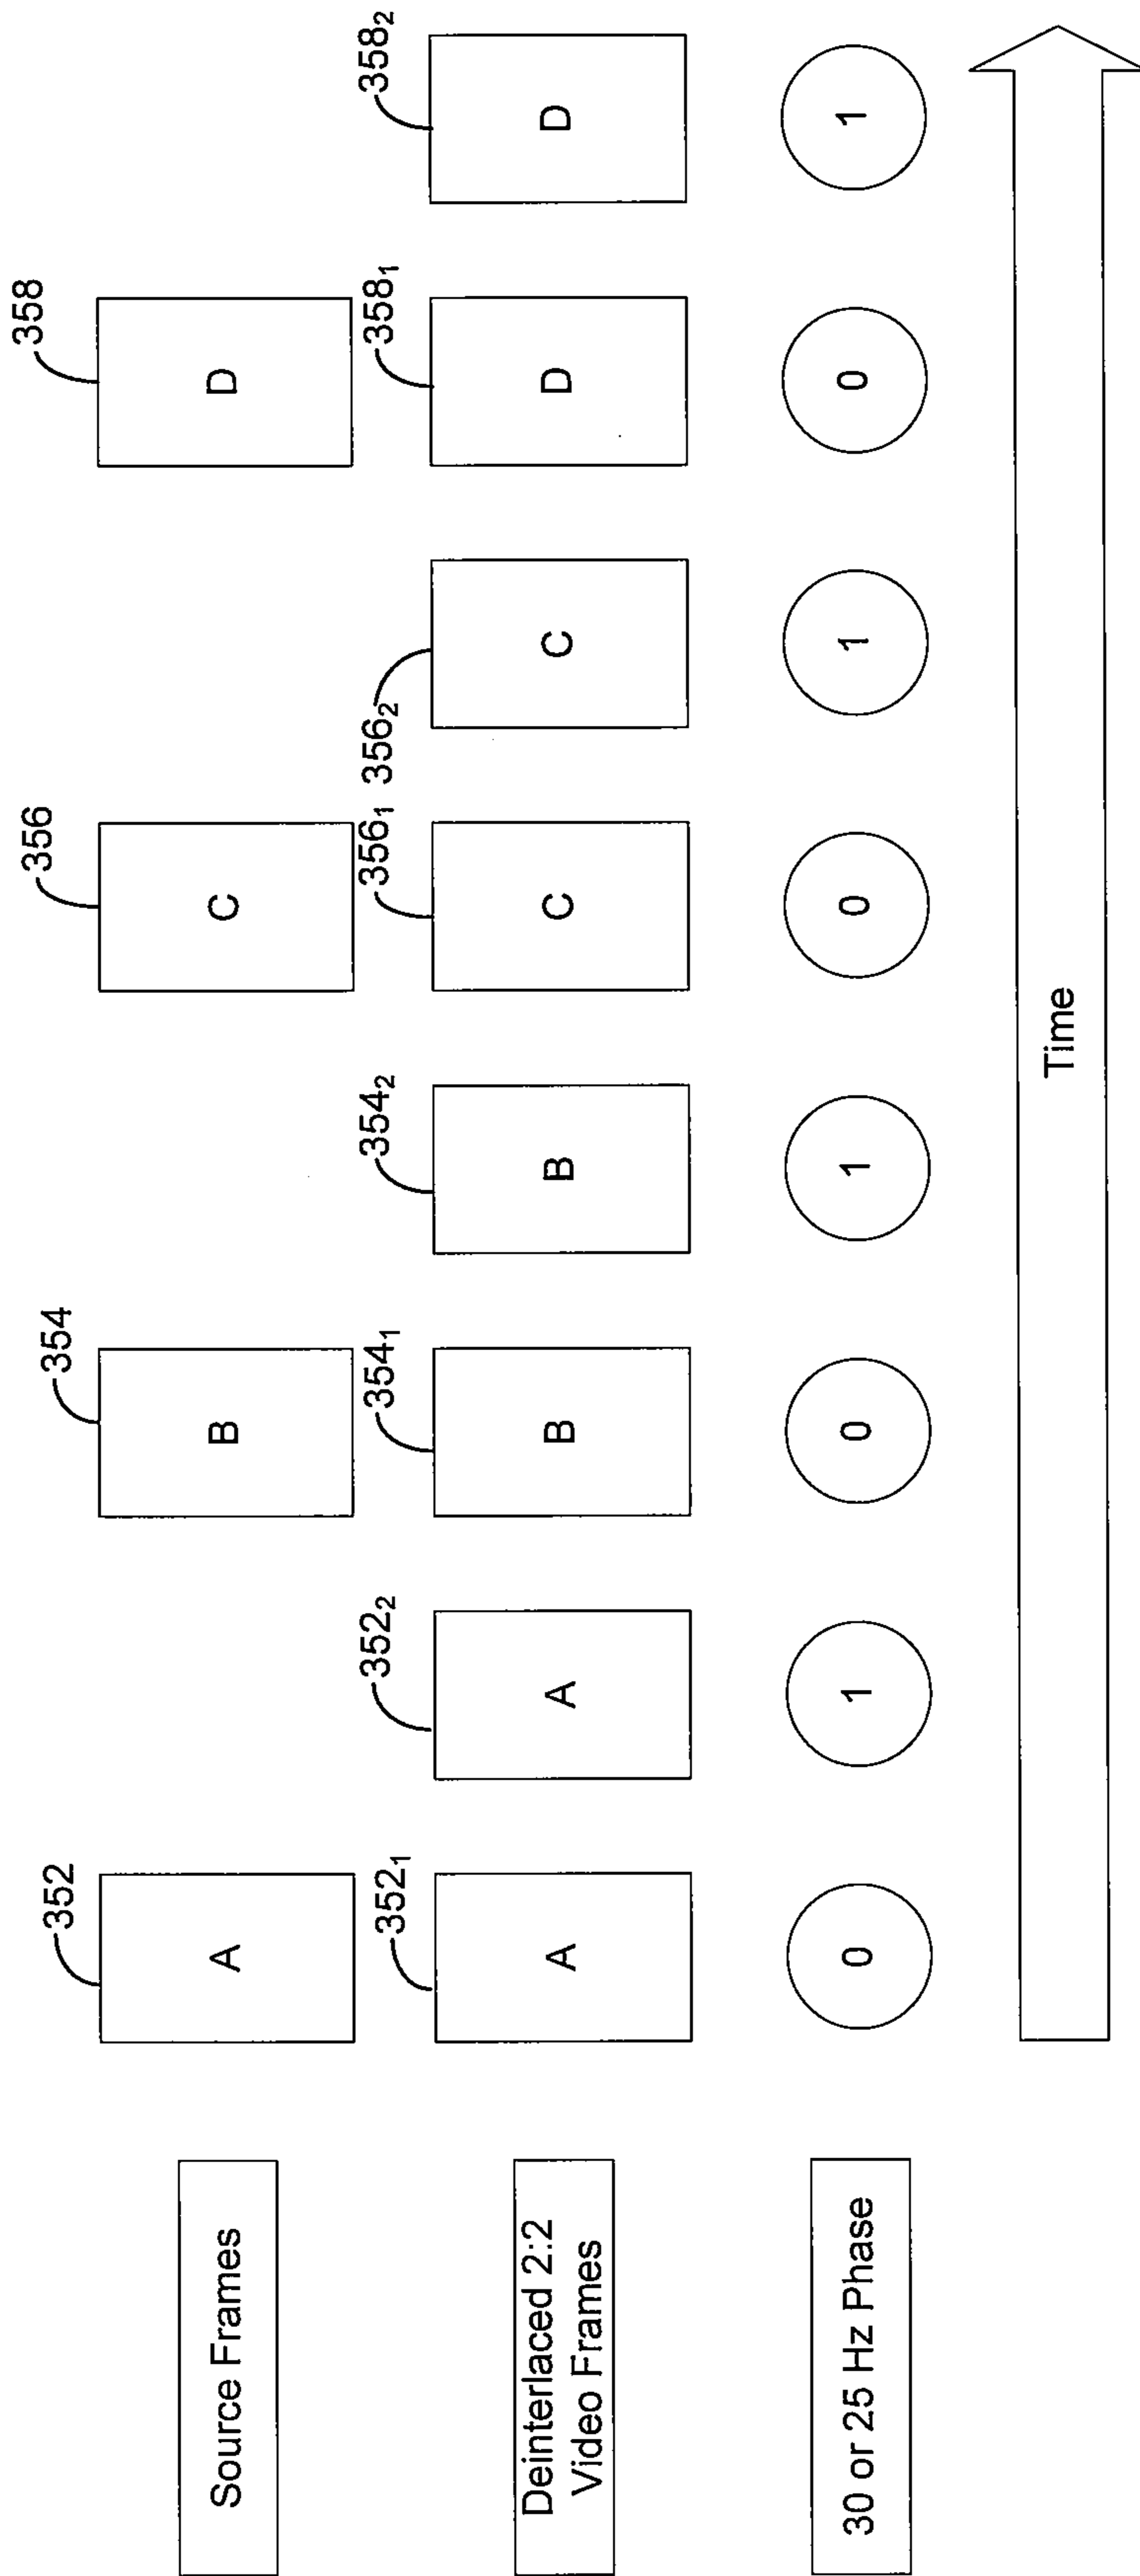 Source Frames
352
A
354
B
356
C
358
D
Deinterlaced 2:2
Video Frames
352₁
A
352₂
A
354₁
B
354₂
B
356₁
C
356₂
C
358₁
D
358₂
D
30 or 25 Hz Phase
0
1
0
1
0
1
0
1
Time